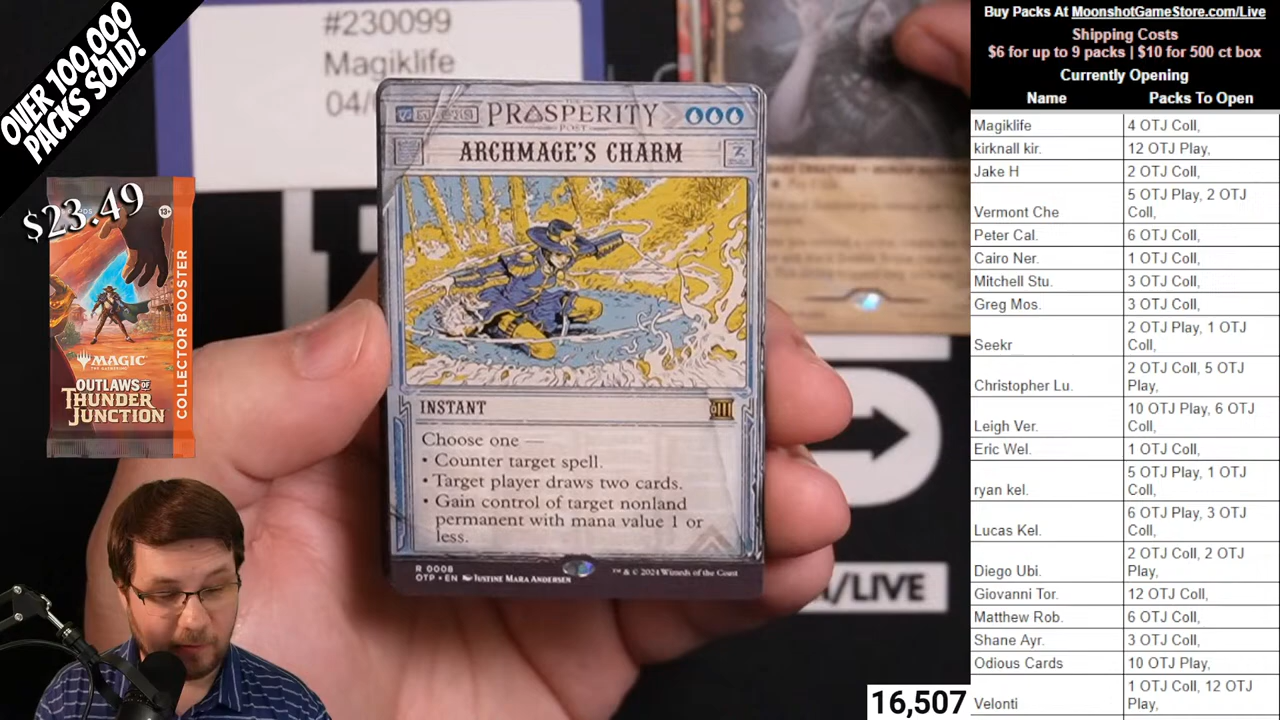 OVER 100,000
PACKS SOLD!
$23.49
13+
MAGIC
THE GATHERING
OUTLAWS OF
THUNDER
JUNCTION
COLLECTOR BOOSTER
#230099
Magiklife
04/
THE
PROSPERITY
POST
ARCHMAGE'S CHARM
INSTANT
Choose one —
• Counter target spell.
• Target player draws two cards.
• Gain control of target nonland
permanent with mana value 1 or
less.
R 0008
OTP • EN Justine Mara Andersen
™ & © 2024 Wizards of the Coast
/LIVE
16,507
Buy Packs At MoonshotGameStore.com/Live
Shipping Costs
$6 for up to 9 packs | $10 for 500 ct box
Currently Opening
Name Packs To Open
Magiklife 4 OTJ Coll,
kirknall kir. 12 OTJ Play,
Jake H 2 OTJ Coll,
Vermont Che 5 OTJ Play, 2 OTJ
Coll,
Peter Cal. 6 OTJ Coll,
Cairo Ner. 1 OTJ Coll,
Mitchell Stu. 3 OTJ Coll,
Greg Mos. 3 OTJ Coll,
Seekr 2 OTJ Play, 1 OTJ
Coll,
Christopher Lu. 2 OTJ Coll, 5 OTJ
Play,
Leigh Ver. 10 OTJ Play, 6 OTJ
Coll,
Eric Wel. 1 OTJ Coll,
ryan kel. 5 OTJ Play, 1 OTJ
Coll,
Lucas Kel. 6 OTJ Play, 3 OTJ
Coll,
Diego Ubi. 2 OTJ Coll, 2 OTJ
Play,
Giovanni Tor. 12 OTJ Coll,
Matthew Rob. 6 OTJ Coll,
Shane Ayr. 3 OTJ Coll,
Odious Cards 10 OTJ Play,
Velonti 1 OTJ Coll, 12 OTJ
Play,